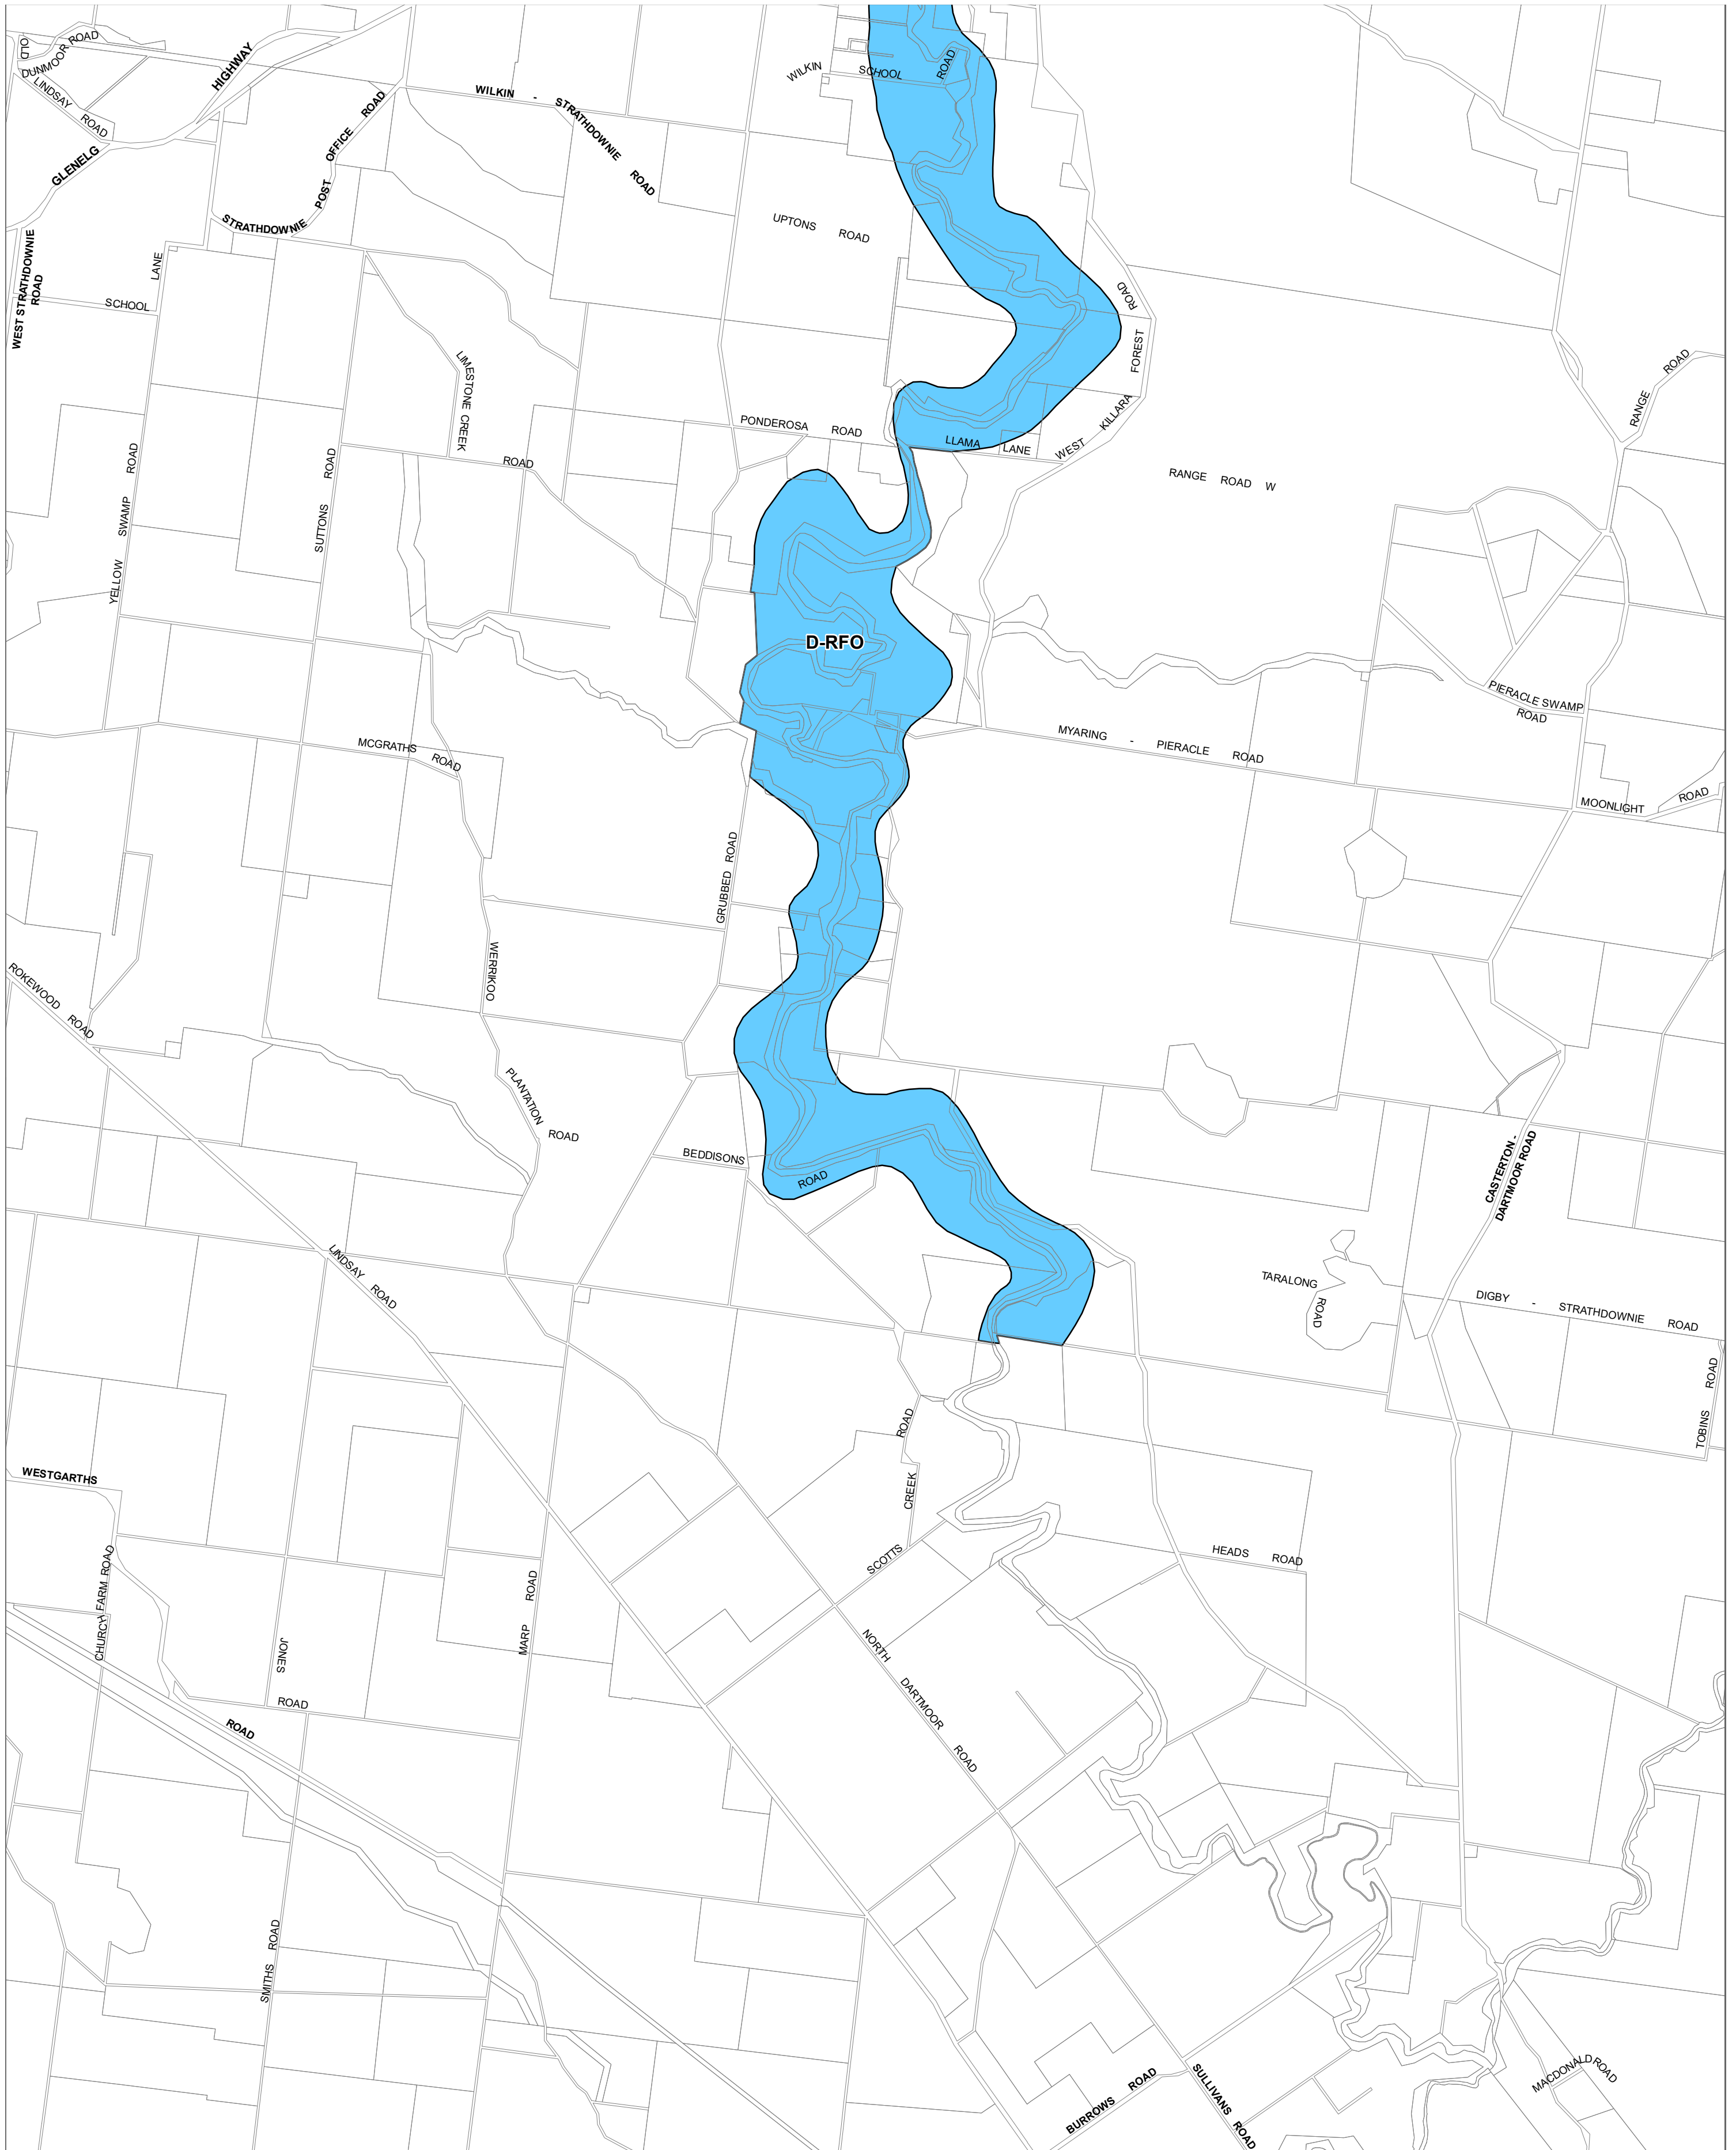 OLD
DUNMOOR ROAD
LINDSAY
ROAD
HIGHWAY
GLENELG
POST OFFICE ROAD
STRATHDOWNIE
WILKIN - STRATHDOWNIE ROAD
WILKIN SCHOOL ROAD
UPTONS ROAD
WEST STRATHDOWNIE
ROAD
SCHOOL LANE
LIMESTONE CREEK
ROAD
YELLOW SWAMP ROAD
SUTTONS ROAD
PONDEROSA ROAD
LLAMA LANE
WEST KILLARA
FOREST ROAD
RANGE ROAD W
RANGE ROAD
D-RFO
PIERACLE SWAMP
ROAD
MYARING - PIERACLE ROAD
MOONLIGHT ROAD
MCGRATHS ROAD
GRUBBED ROAD
WERRIKOO
PLANTATION
ROAD
ROKEWOOD ROAD
BEDDISONS ROAD
CASTERTON -
DARTMOOR ROAD
LINDSAY ROAD
TARALONG
ROAD
DIGBY - STRATHDOWNIE ROAD
TOBINS ROAD
WESTGARTHS
ROAD
CHURCH FARM ROAD
JONES
ROAD
MARP ROAD
SCOTTS
CREEK
ROAD
HEADS ROAD
NORTH DARTMOOR ROAD
SMITHS ROAD
BURROWS ROAD
SULLIVANS ROAD
MACDONALD ROAD